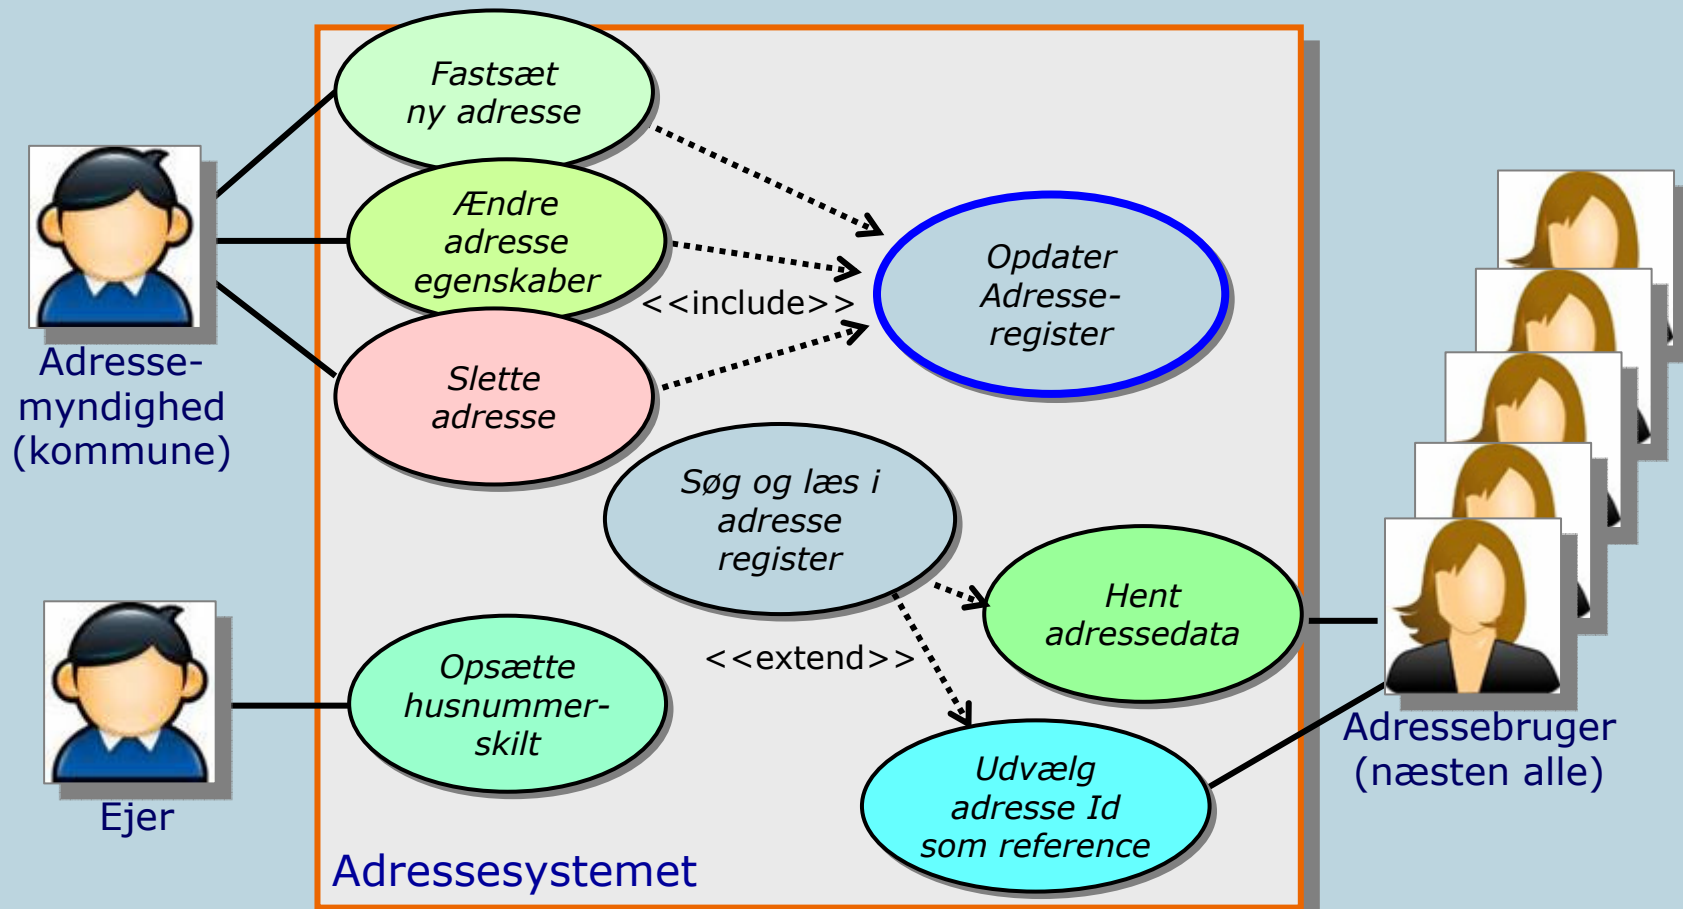 Fastsæt
ny adresse
Ændre
adresse
egenskaber
<<include>>
Opdater
Adresse-
register
Adresse-
myndighed
(kommune)
Slette
adresse
Søg og læs i
adresse
register
Hent
adressedata
<<extend>>
Opsætte
husnummer-
skilt
Ejer
Udvælg
adresse Id
som reference
Adressebruger
(næsten alle)
Adressesystemet